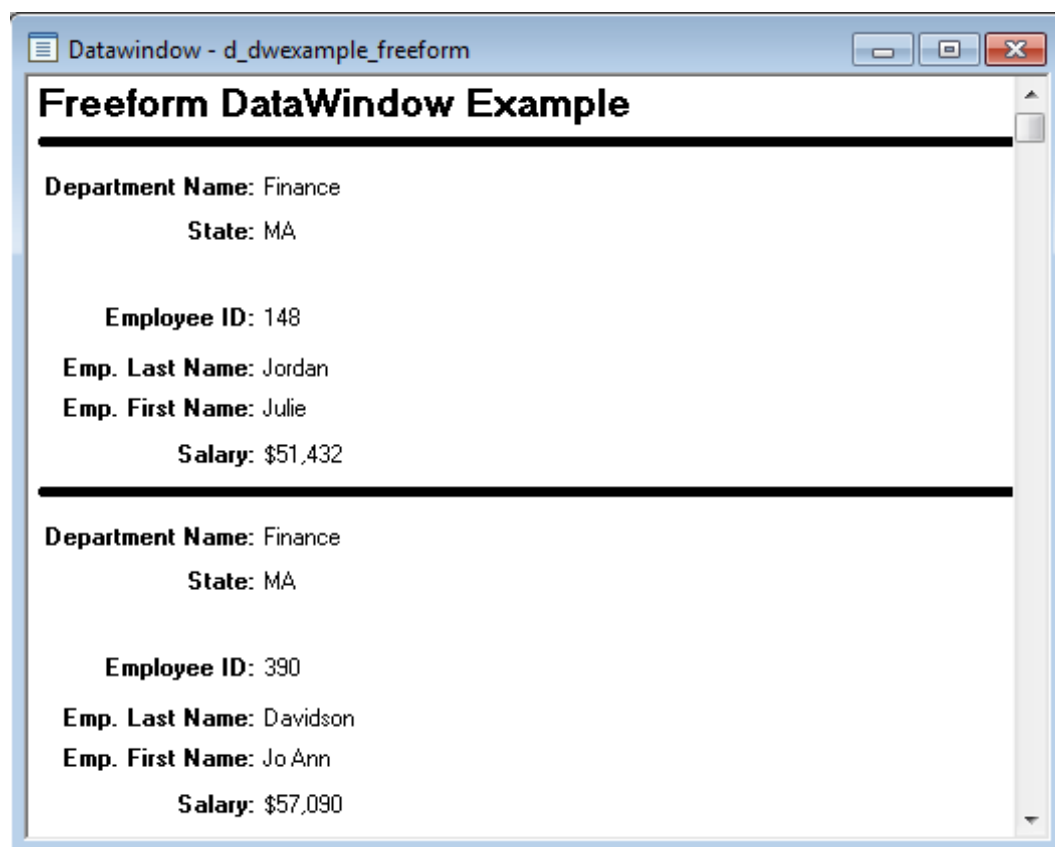 Datawindow - d_dwexample_freeform
Freeform DataWindow Example
Department Name: Finance
State: MA
Employee ID: 148
Emp. Last Name: Jordan
Emp. First Name: Julie
Salary: $51,432
Department Name: Finance
State: MA
Employee ID: 390
Emp. Last Name: Davidson
Emp. First Name: Jo Ann
Salary: $57,090